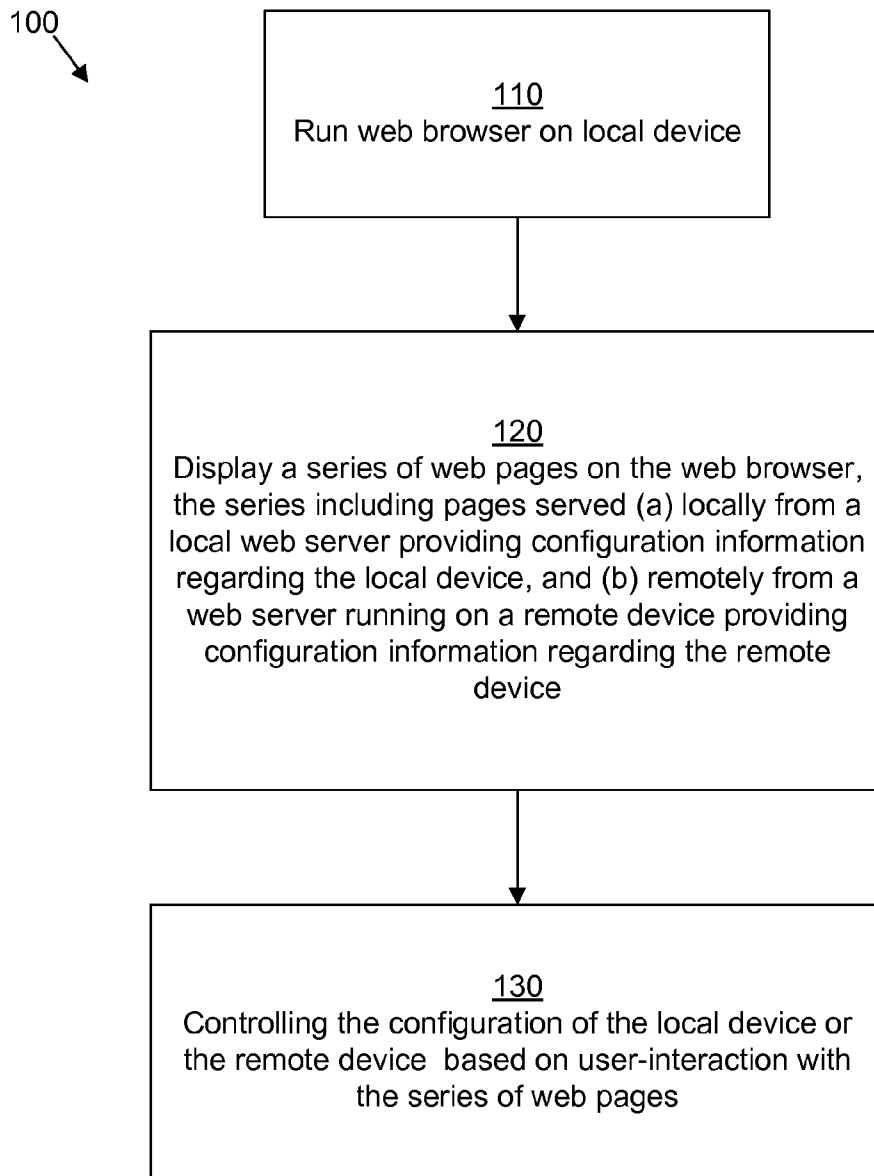 100
110
Run web browser on local device
120
Display a series of web pages on the web browser,
the series including pages served (a) locally from a
local web server providing configuration information
regarding the local device, and (b) remotely from a
web server running on a remote device providing
configuration information regarding the remote
device
130
Controlling the configuration of the local device or
the remote device based on user-interaction with
the series of web pages